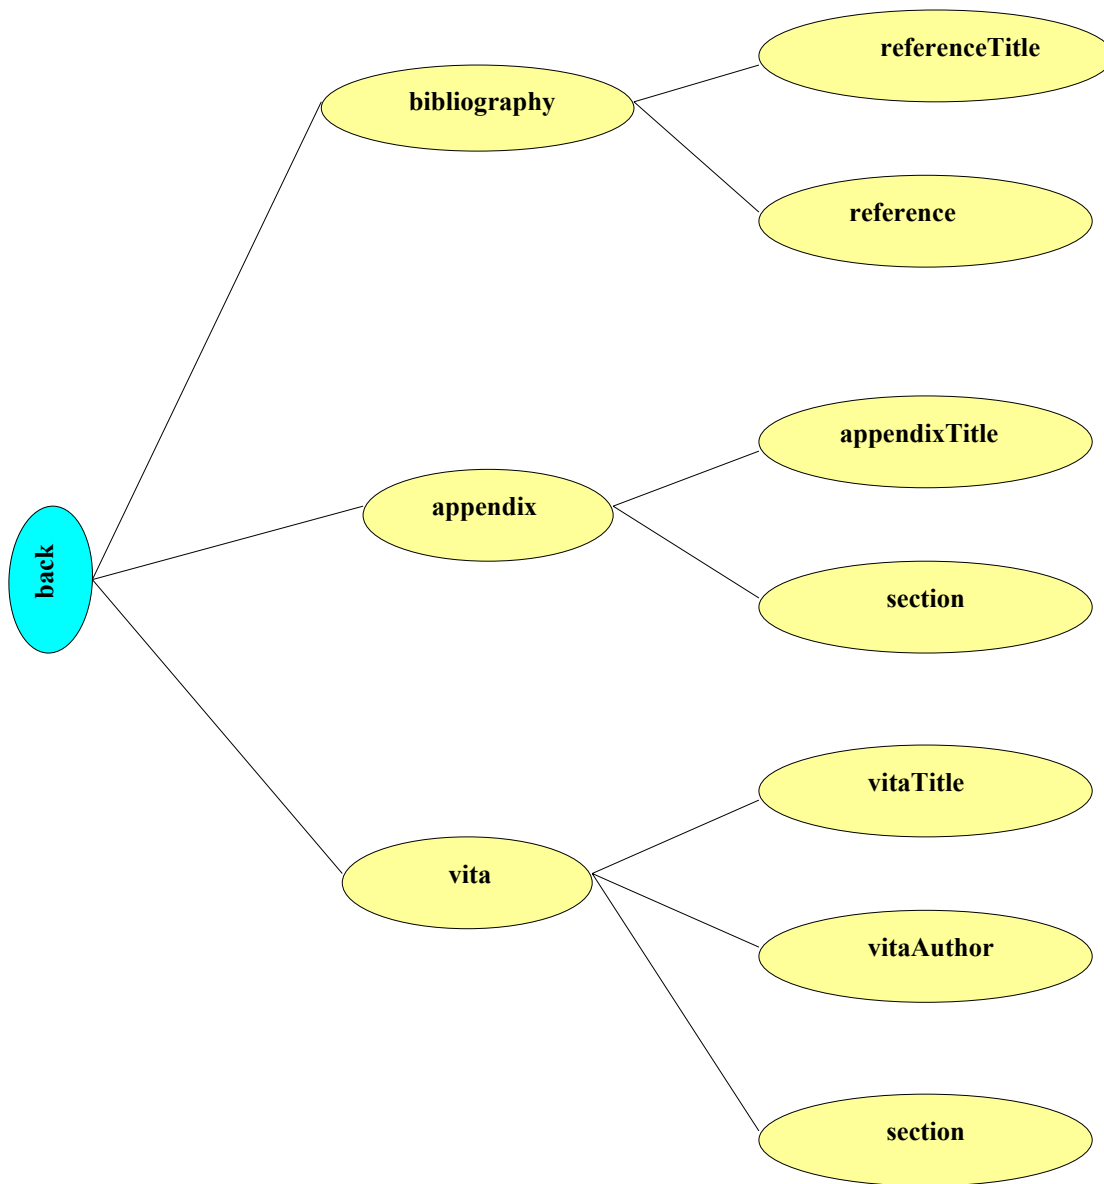 referenceTitle
bibliography
reference
appendixTitle
appendix
back
section
vitaTitle
vita
vitaAuthor
section